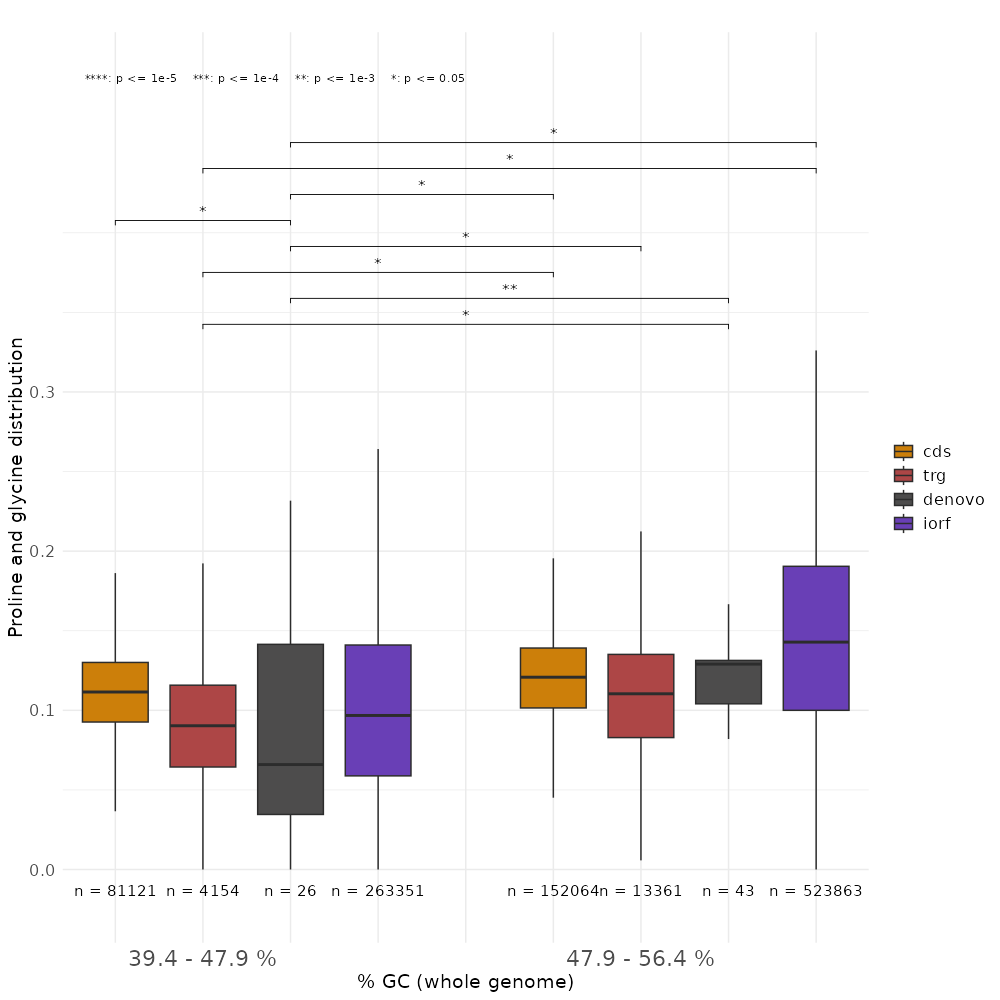 ****: p <= 1e-5 ***: p <= 1e-4 **: p <= 1e-3 *: p <= 0.05
*
*
*
*
*
*
**
*
Proline and glycine distribution
0.3
0.2
0.1
0.0
n = 81121 n = 4154 n = 26 n = 263351 n = 152064 n = 13361 n = 43 n = 523863
39.4 - 47.9 % 47.9 - 56.4 %
% GC (whole genome)
cds
trg
denovo
iorf